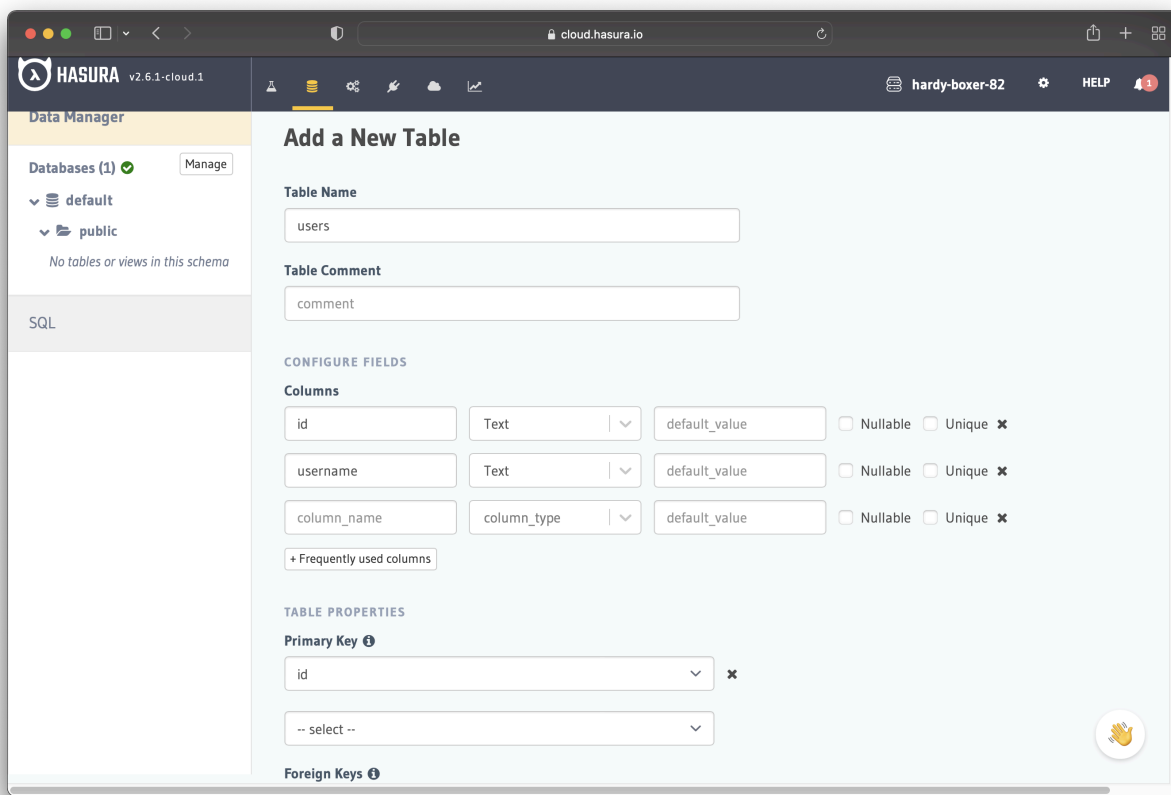 cloud.hasura.io
HASURA v2.6.1-cloud.1
hardy-boxer-82
HELP
1
Data Manager
Databases (1)
Manage
default
public
No tables or views in this schema
SQL
Add a New Table
Table Name
users
Table Comment
comment
CONFIGURE FIELDS
Columns
id Text default_value Nullable Unique
username Text default_value Nullable Unique
column_name column_type default_value Nullable Unique
+ Frequently used columns
TABLE PROPERTIES
Primary Key
id
-- select --
Foreign Keys